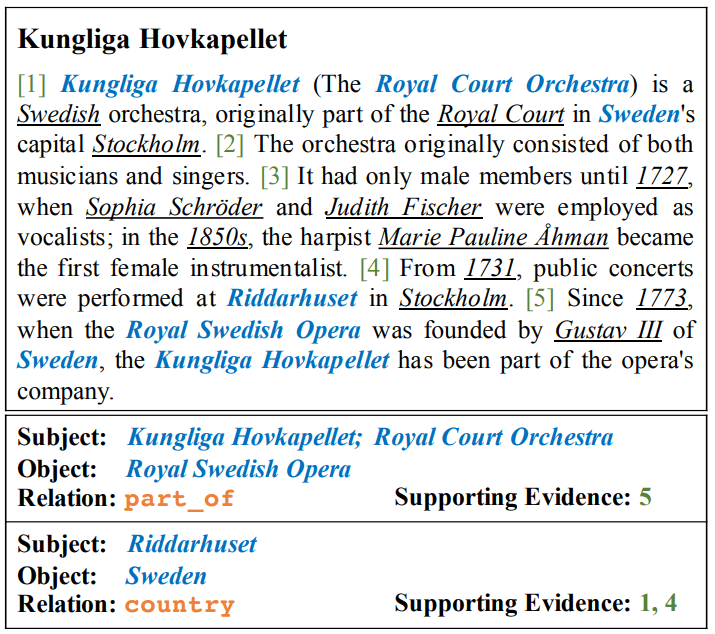 Kungliga Hovkapellet
[1] Kungliga Hovkapellet (The Royal Court Orchestra) is a
Swedish orchestra, originally part of the Royal Court in Sweden's
capital Stockholm. [2] The orchestra originally consisted of both
musicians and singers. [3] It had only male members until 1727,
when Sophia Schröder and Judith Fischer were employed as
vocalists; in the 1850s, the harpist Marie Pauline Åhman became
the first female instrumentalist. [4] From 1731, public concerts
were performed at Riddarhuset in Stockholm. [5] Since 1773,
when the Royal Swedish Opera was founded by Gustav III of
Sweden, the Kungliga Hovkapellet has been part of the opera's
company.
Subject: Kungliga Hovkapellet; Royal Court Orchestra
Object: Royal Swedish Opera
Relation: part_of Supporting Evidence: 5
Subject: Riddarhuset
Object: Sweden
Relation: country Supporting Evidence: 1, 4